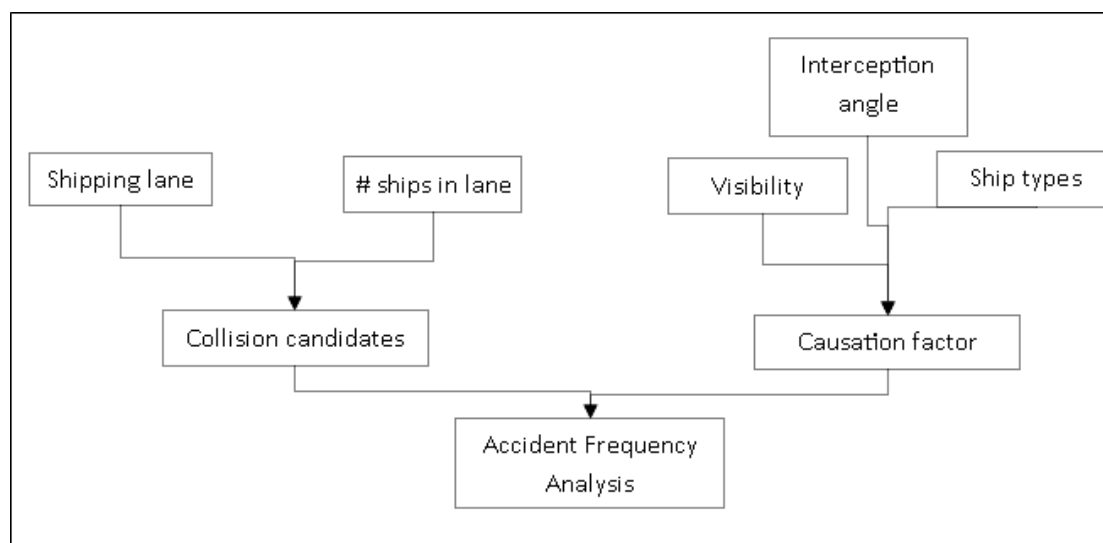 Interception
angle
Shipping lane
# ships in lane
Visibility
Ship types
Collision candidates
Causation factor
Accident Frequency
Analysis